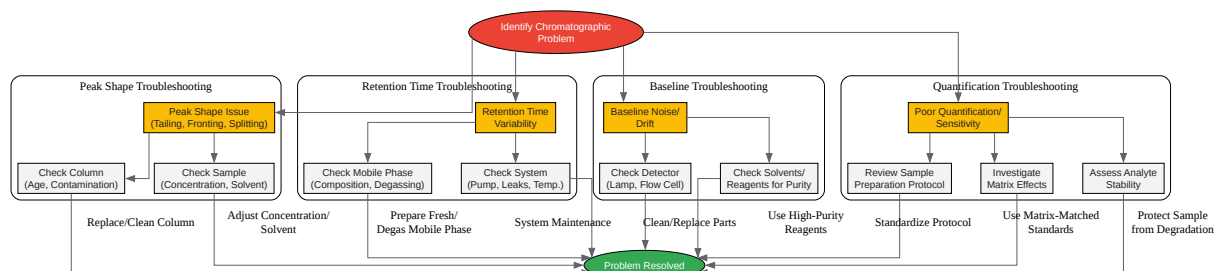 Identify Chromatographic
Problem
Peak Shape Troubleshooting
Retention Time Troubleshooting
Baseline Troubleshooting
Quantification Troubleshooting
Peak Shape Issue
(Tailing, Fronting, Splitting)
Retention Time
Variability
Baseline Noise/
Drift
Poor Quantification/
Sensitivity
Check Column
(Age, Contamination)
Check Sample
(Concentration, Solvent)
Check Mobile Phase
(Composition, Degassing)
Check System
(Pump, Leaks, Temp.)
Check Detector
(Lamp, Flow Cell)
Check Solvents/
Reagents for Purity
Review Sample
Preparation Protocol
Investigate
Matrix Effects
Assess Analyte
Stability
Replace/Clean Column
Adjust Concentration/
Solvent
Prepare Fresh/
Degas Mobile Phase
System Maintenance
Clean/Replace Parts
Use High-Purity
Reagents
Standardize Protocol
Use Matrix-Matched
Standards
Protect Sample
from Degradation
Problem Resolved